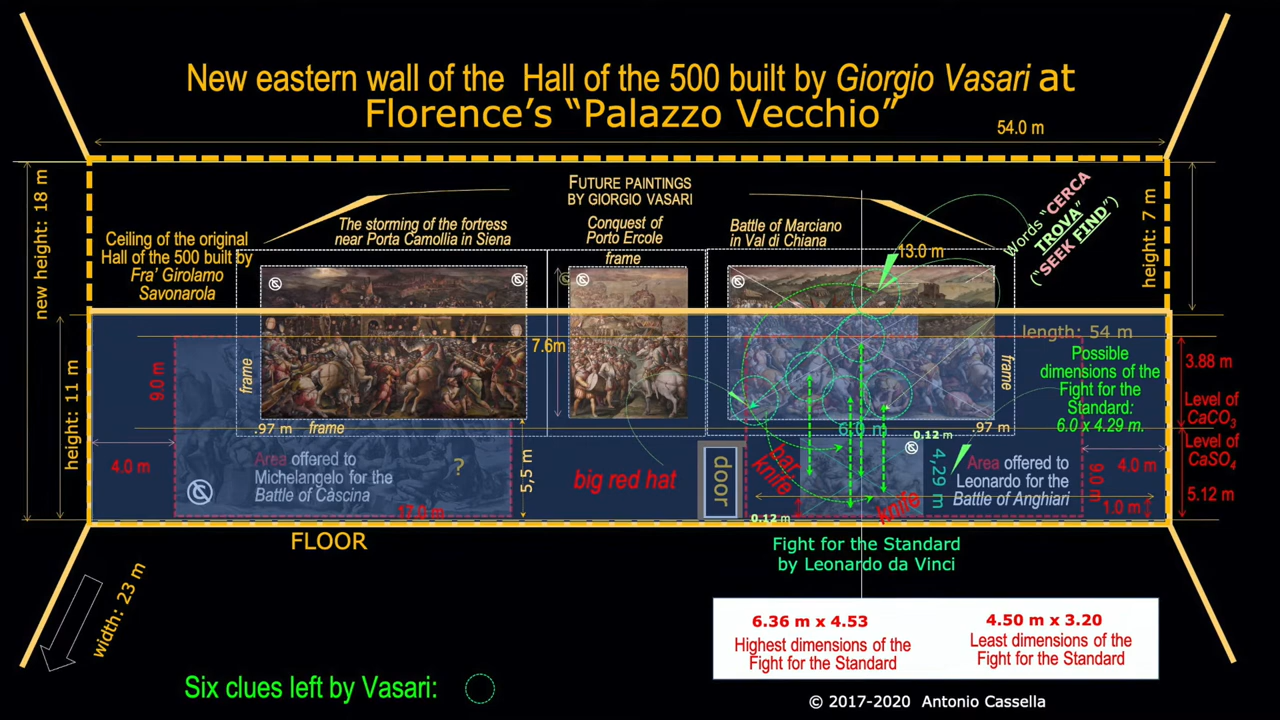 New eastern wall of the Hall of the 500 built by Giorgio Vasari at
Florence's “Palazzo Vecchio”
54.0 m
new height: 18 m
height: 11 m
Ceiling of the original
Hall of the 500 built by
Fra' Girolamo
Savonarola
FUTURE PAINTINGS
BY GIORGIO VASARI
The storming of the fortress
near Porta Camollia in Siena
Conquest of
Porto Ercole
frame
Battle of Marciano
in Val di Chiana
13.0 m
Words “CERCA
TROVA”
(“SEEK FIND”)
height: 7 m
length: 54 m
7.6m
9.0 m
frame
.97 m
frame
frame
.97 m
Possible
dimensions of the
Fight for the
Standard:
6.0 x 4.29 m.
3.88 m
Level of
CaCO3
Level of
CaSO4
5.12 m
4.0 m
Area offered to
Michelangelo for the
Battle of Càscina
?
17.5 m
5,5 m
big red hat
door
par
knife
knife
6.0 m
0.12 m
4,29 m
0.12 m
Area offered to
Leonardo for the
Battle of Anghiari
9.0 m
4.0 m
1.0 m
FLOOR
width: 23 m
Fight for the Standard
by Leonardo da Vinci
6.36 m x 4.53
Highest dimensions of the
Fight for the Standard
4.50 m x 3.20
Least dimensions of the
Fight for the Standard
Six clues left by Vasari:
© 2017-2020 Antonio Cassella